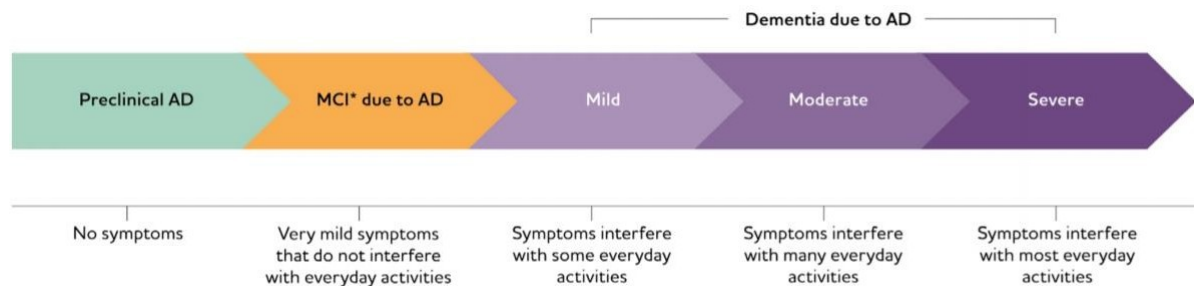 Dementia due to AD
Preclinical AD
MCI* due to AD
Mild
Moderate
Severe
No symptoms
Very mild symptoms
that do not interfere
with everyday activities
Symptoms interfere
with some everyday
activities
Symptoms interfere
with many everyday
activities
Symptoms interfere
with most everyday
activities